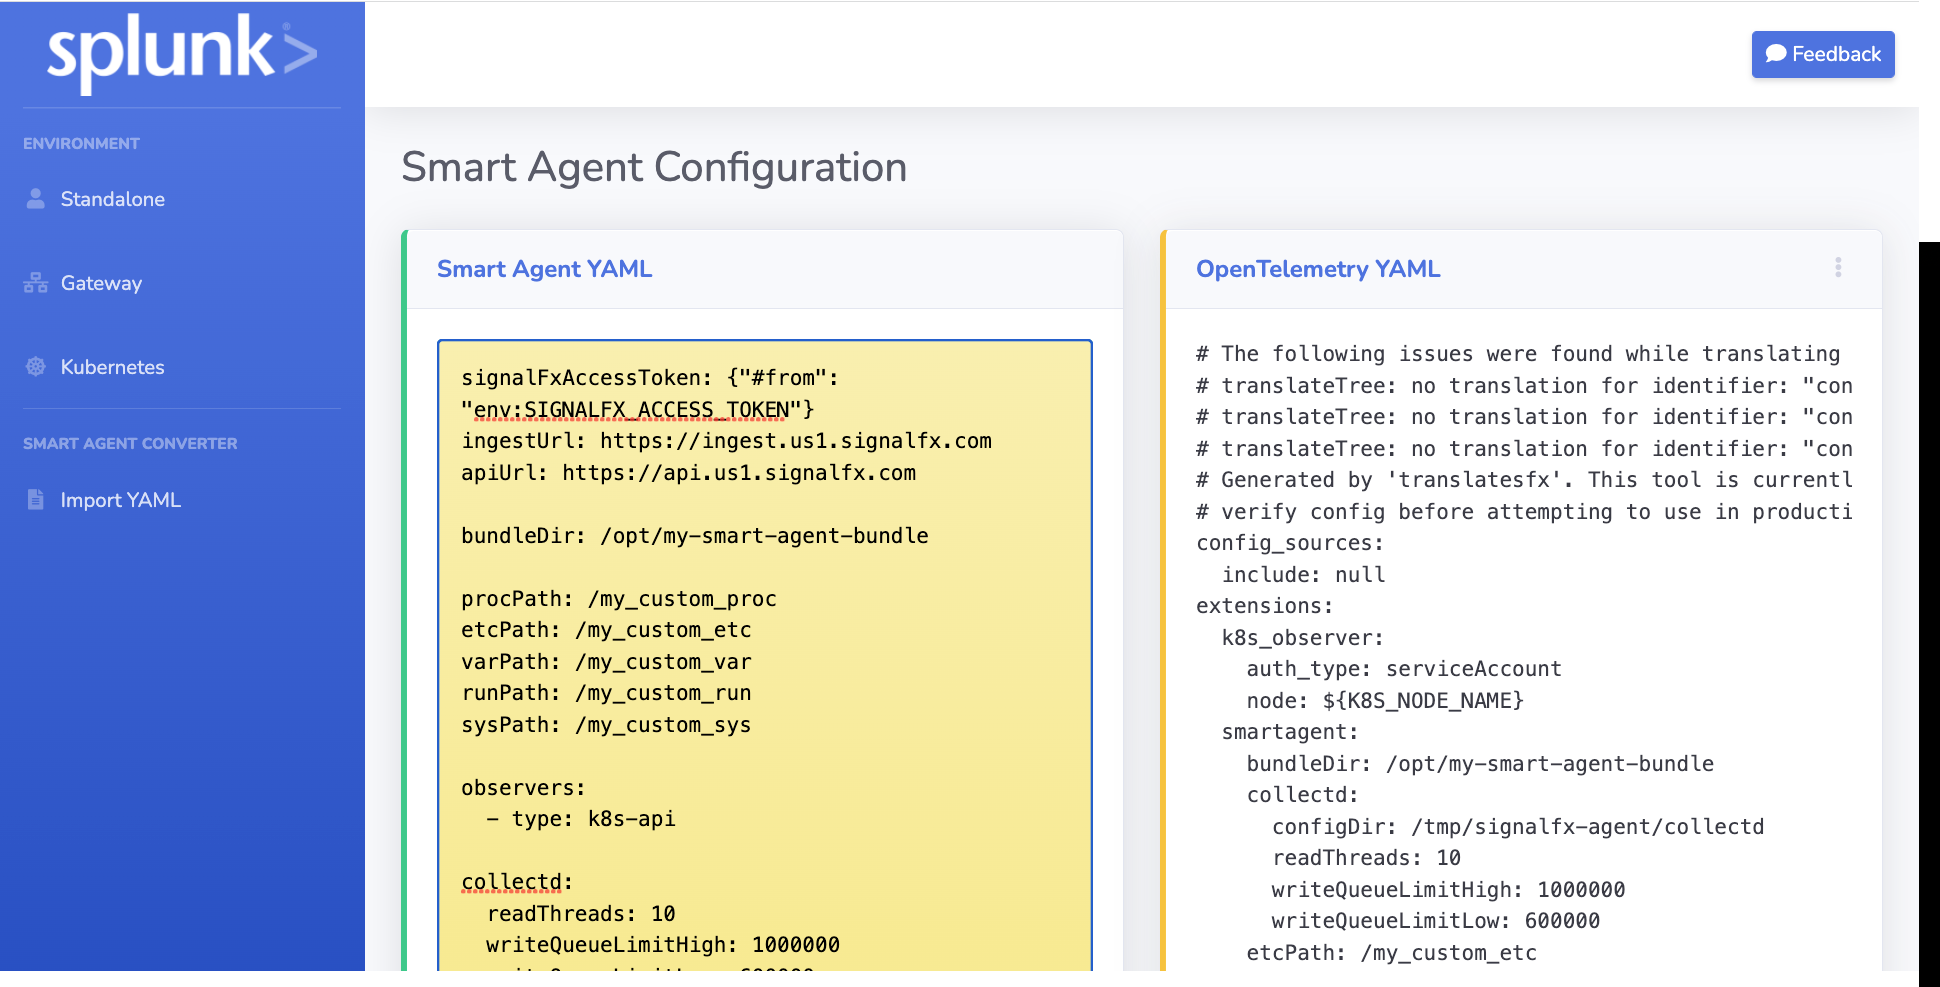 splunk>
Feedback
ENVIRONMENT
Standalone
Gateway
Kubernetes
SMART AGENT CONVERTER
Import YAML
Smart Agent Configuration
Smart Agent YAML
signalFxAccessToken: {"#from":
"env:SIGNALFX_ACCESS_TOKEN"}
ingestUrl: https://ingest.us1.signalfx.com
apiUrl: https://api.us1.signalfx.com
bundleDir: /opt/my-smart-agent-bundle
procPath: /my_custom_proc
etcPath: /my_custom_etc
varPath: /my_custom_var
runPath: /my_custom_run
sysPath: /my_custom_sys
observers:
  - type: k8s-api
collectd:
  readThreads: 10
  writeQueueLimitHigh: 1000000
OpenTelemetry YAML
# The following issues were found while translating
# translateTree: no translation for identifier: "con
# translateTree: no translation for identifier: "con
# translateTree: no translation for identifier: "con
# Generated by 'translatesfx'. This tool is currentl
# verify config before attempting to use in producti
config_sources:
  include: null
extensions:
  k8s_observer:
    auth_type: serviceAccount
    node: ${K8S_NODE_NAME}
  smartagent:
    bundleDir: /opt/my-smart-agent-bundle
    collectd:
      configDir: /tmp/signalfx-agent/collectd
      readThreads: 10
      writeQueueLimitHigh: 1000000
      writeQueueLimitLow: 600000
    etcPath: /my_custom_etc